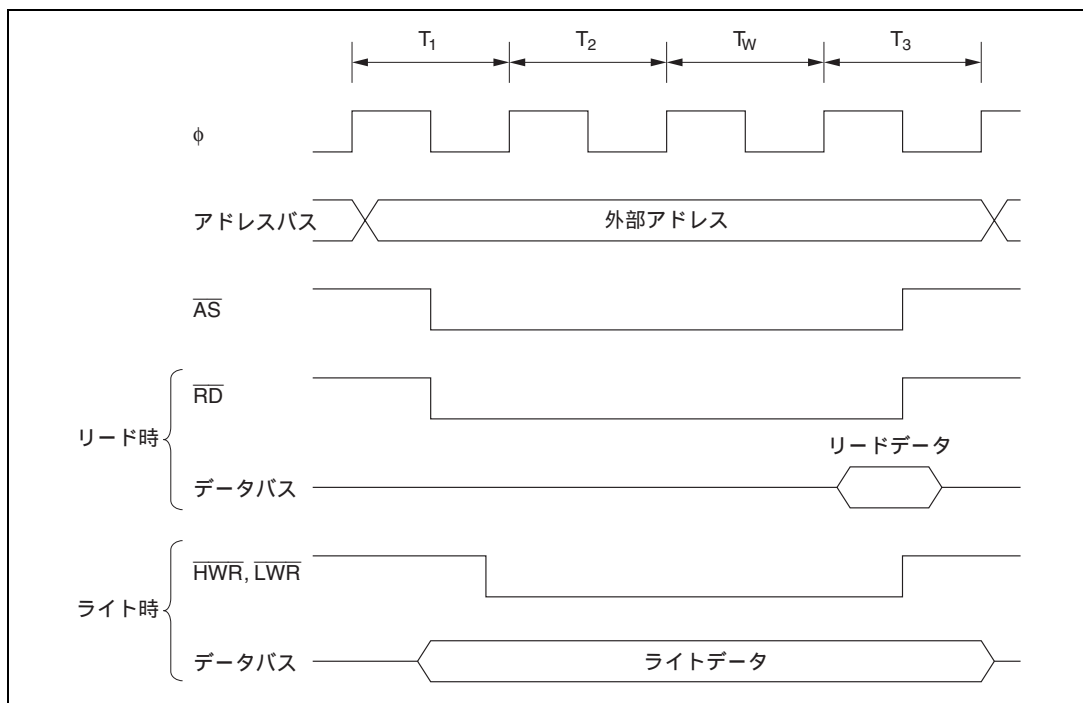 T1 T2 TW T3
φ
アドレスバス 外部アドレス
AS
リード時
RD
リードデータ
データバス
ライト時
HWR, LWR
データバス ライトデータ